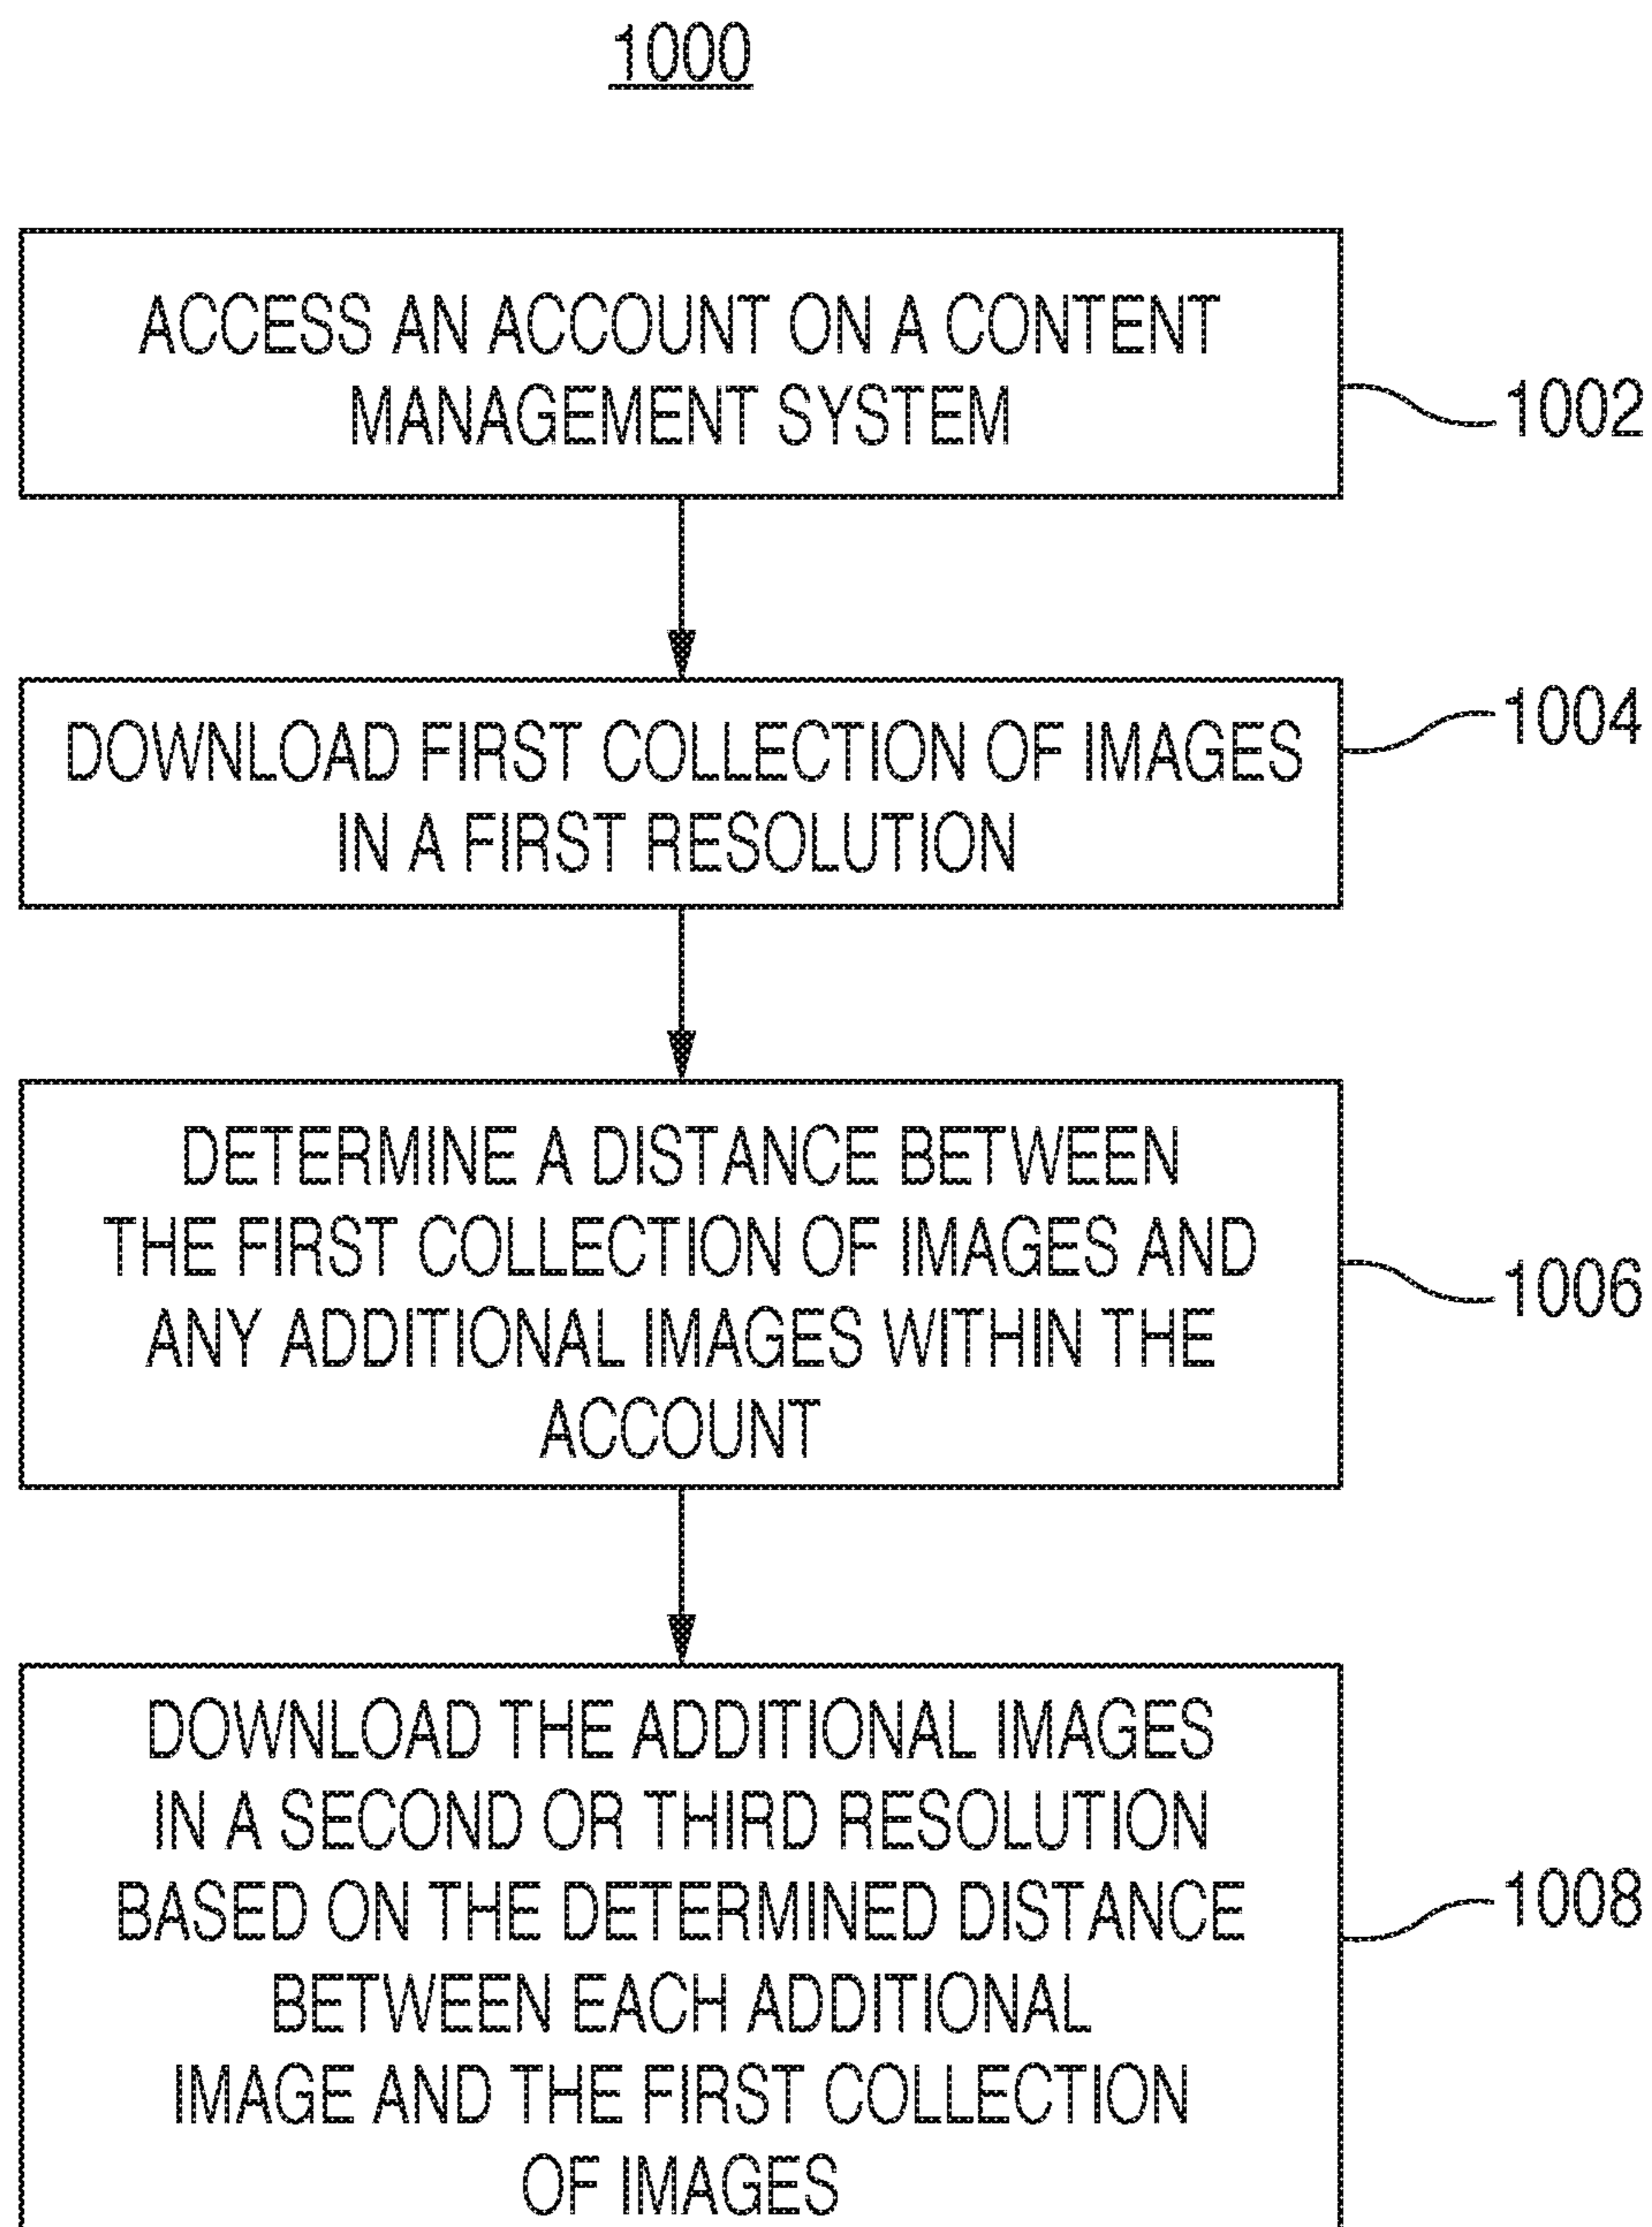 1000
ACCESS AN ACCOUNT ON A CONTENT
MANAGEMENT SYSTEM
1002
DOWNLOAD FIRST COLLECTION OF IMAGES
IN A FIRST RESOLUTION
1004
DETERMINE A DISTANCE BETWEEN
THE FIRST COLLECTION OF IMAGES AND
ANY ADDITIONAL IMAGES WITHIN THE
ACCOUNT
1006
DOWNLOAD THE ADDITIONAL IMAGES
IN A SECOND OR THIRD RESOLUTION
BASED ON THE DETERMINED DISTANCE
BETWEEN EACH ADDITIONAL
IMAGE AND THE FIRST COLLECTION
OF IMAGES
1008